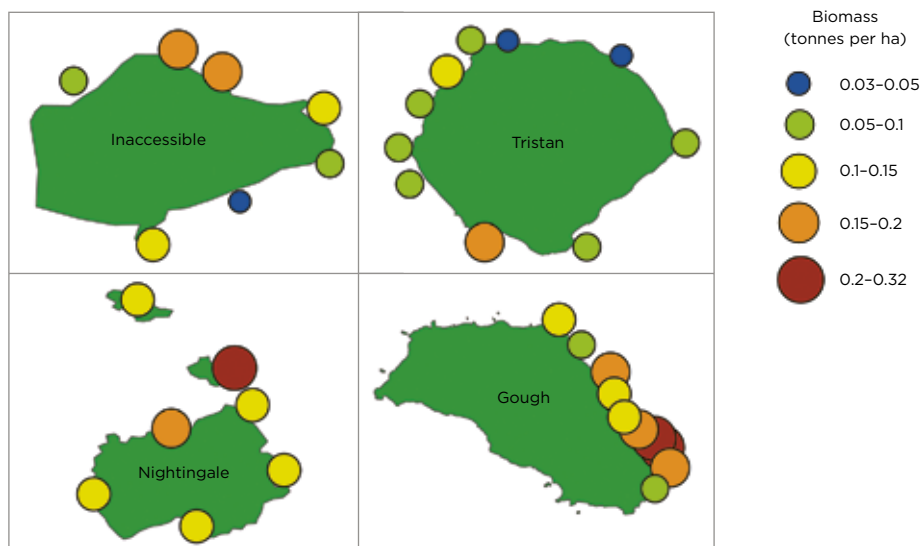 Inaccessible
Tristan
Nightingale
Gough
Biomass
(tonnes per ha)
0.03–0.05
0.05–0.1
0.1–0.15
0.15–0.2
0.2–0.32